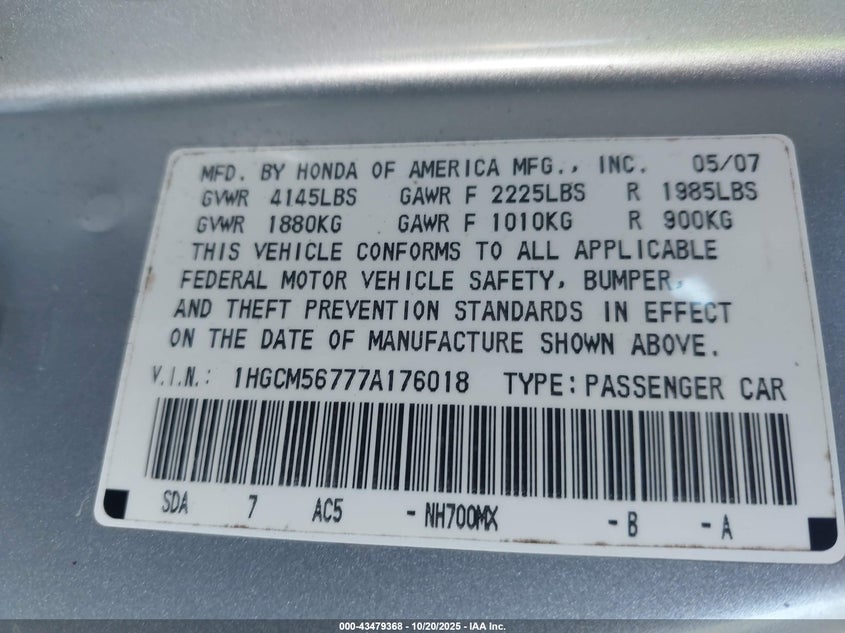 MFD. BY HONDA OF AMERICA MFG., INC. 05/07
GVWR 4145LBS GAWR F 2225LBS R 1985LBS
GVWR 1880KG GAWR F 1010KG R 900KG
THIS VEHICLE CONFORMS TO ALL APPLICABLE
FEDERAL MOTOR VEHICLE SAFETY, BUMPER,
AND THEFT PREVENTION STANDARDS IN EFFECT
ON THE DATE OF MANUFACTURE SHOWN ABOVE.
V.I.N.: 1HGCM56777A176018 TYPE: PASSENGER CAR
SDA 7 AC5 - NH700MX - B - A
000-43479368 | 10/20/2025 - IAA Inc.